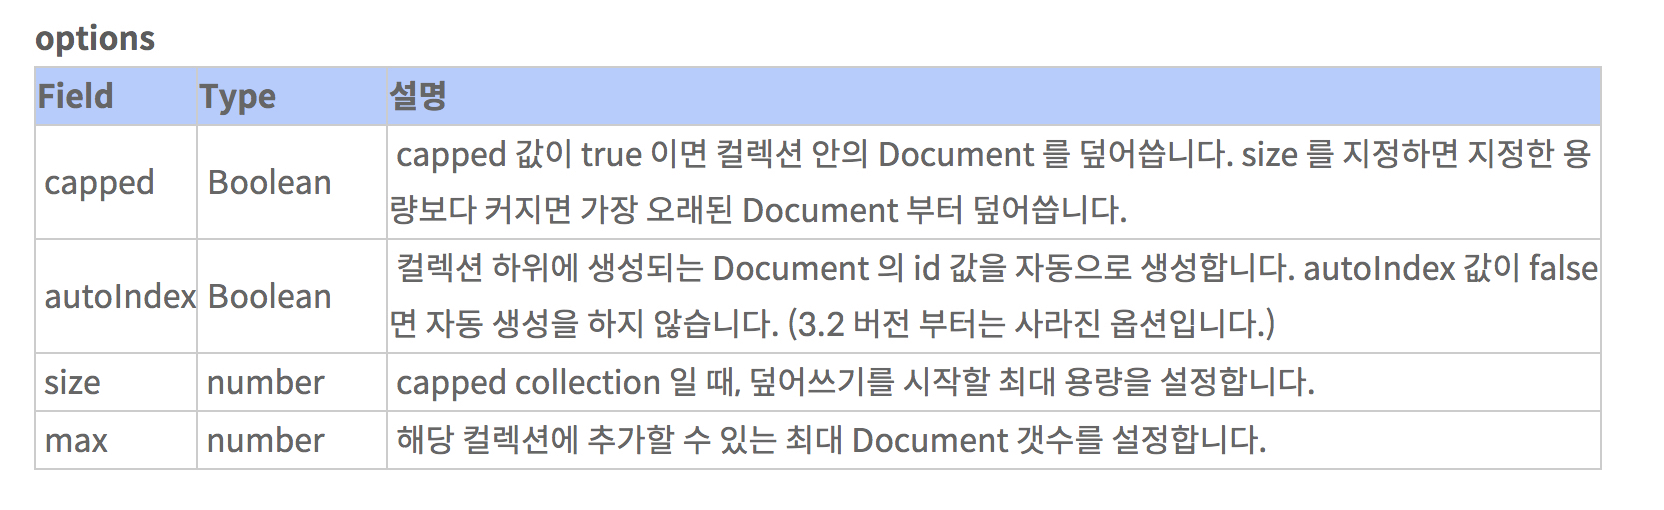 options
Field Type 설명
capped Boolean capped 값이 true 이면 컬렉션 안의 Document 를 덮어씁니다. size 를 지정하면 지정한 용
량보다 커지면 가장 오래된 Document 부터 덮어씁니다.
autoIndex Boolean 컬렉션 하위에 생성되는 Document 의 id 값을 자동으로 생성합니다. autoIndex 값이 false
면 자동 생성을 하지 않습니다. (3.2 버전 부터는 사라진 옵션입니다.)
size number capped collection 일 때, 덮어쓰기를 시작할 최대 용량을 설정합니다.
max number 해당 컬렉션에 추가할 수 있는 최대 Document 갯수를 설정합니다.